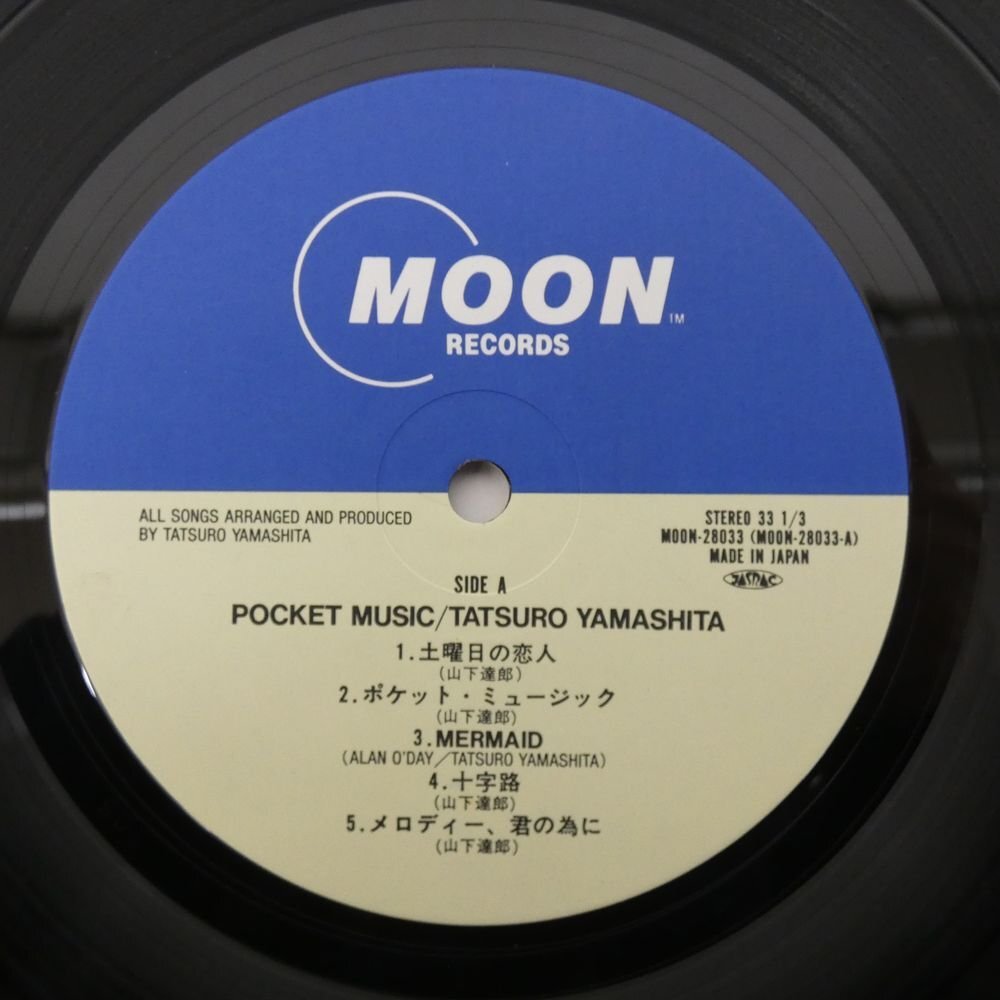 MOON TM
RECORDS
ALL SONGS ARRANGED AND PRODUCED
BY TATSURO YAMASHITA
STEREO 33 1/3
MOON-28033 (MOON-28033-A)
MADE IN JAPAN
JASRAC
SIDE A
POCKET MUSIC/TATSURO YAMASHITA
1.土曜日の恋人
(山下達郎)
2.ポケット・ミュージック
(山下達郎)
3.MERMAID
(ALAN O'DAY/TATSURO YAMASHITA)
4.十字路
(山下達郎)
5.メロディー、君の為に
(山下達郎)